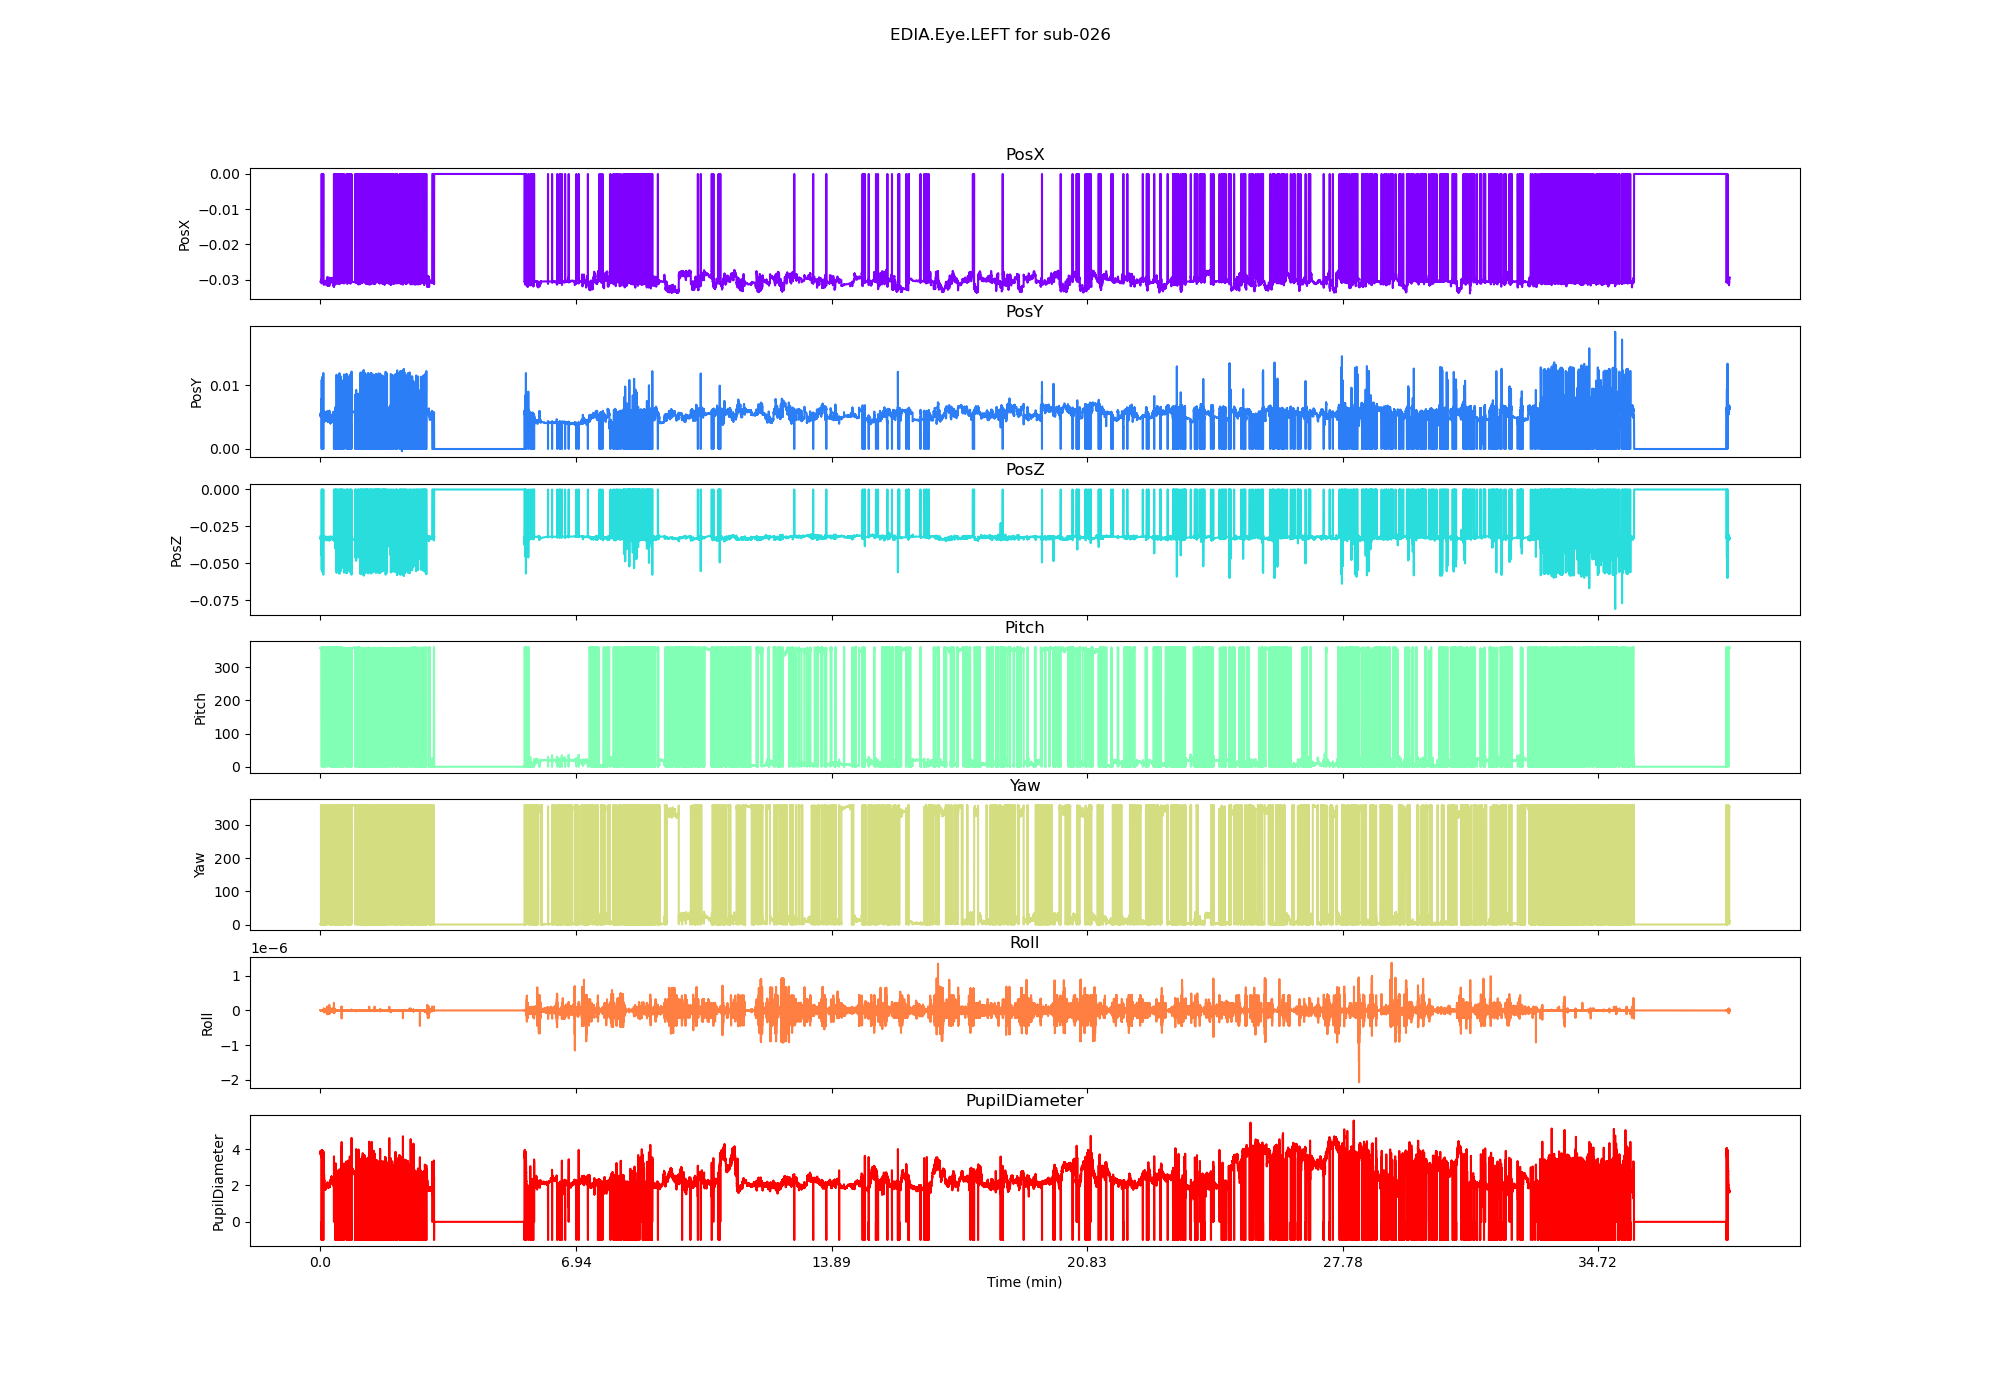 EDIA.Eye.LEFT for sub-026
PosX
0.00
−0.01
−0.02
−0.03
PosX
PosY
0.01
0.00
PosY
PosZ
0.000
−0.025
−0.050
−0.075
PosZ
Pitch
300
200
100
0
Pitch
Yaw
300
200
100
0
Yaw
1e−6
Roll
1
0
−1
−2
Roll
PupilDiameter
4
2
0
PupilDiameter
0.0 6.94 13.89 20.83 27.78 34.72
Time (min)